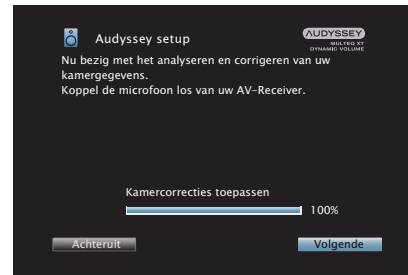 Audyssey setup
AUDYSSEY
MULTEQ XT
DYNAMIC VOLUME
Nu bezig met het analyseren en corrigeren van uw
kamergegevens.
Koppel de microfoon los van uw AV-Receiver.
Kamercorrecties toepassen
100%
Achteruit
Volgende